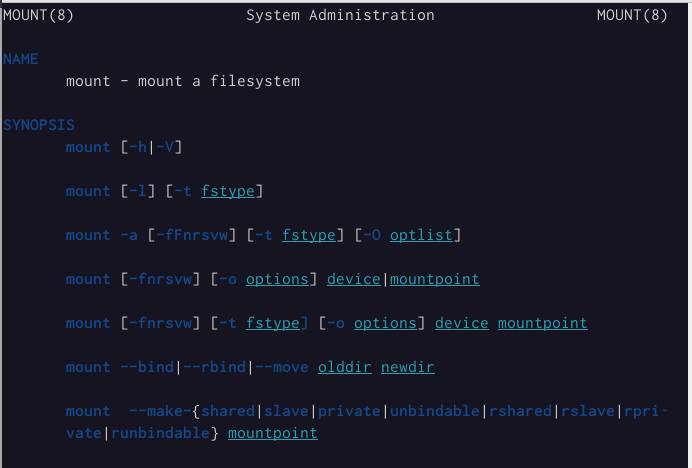 MOUNT(8) System Administration MOUNT(8)
NAME
mount - mount a filesystem
SYNOPSIS
mount [-h|-V]
mount [-l] [-t fstype]
mount -a [-fFnrsvw] [-t fstype] [-O optlist]
mount [-fnrsvw] [-o options] device|mountpoint
mount [-fnrsvw] [-t fstype] [-o options] device mountpoint
mount --bind|--rbind|--move olddir newdir
mount --make-{shared|slave|private|unbindable|rshared|rslave|rpri-
vate|runbindable} mountpoint